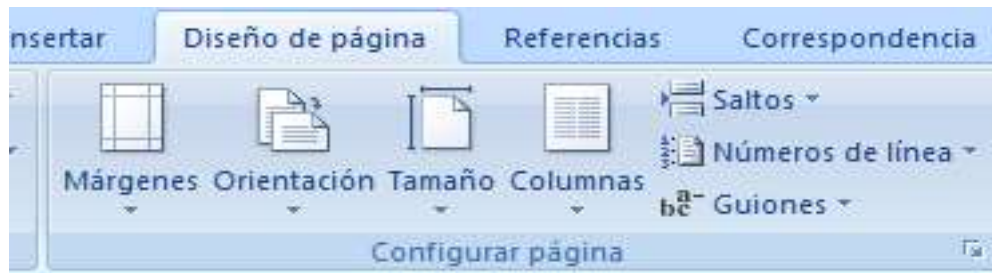 nsertar Diseño de página Referencias Correspondencia
Márgenes Orientación Tamaño Columnas
Saltos
Números de línea
Guiones
Configurar página